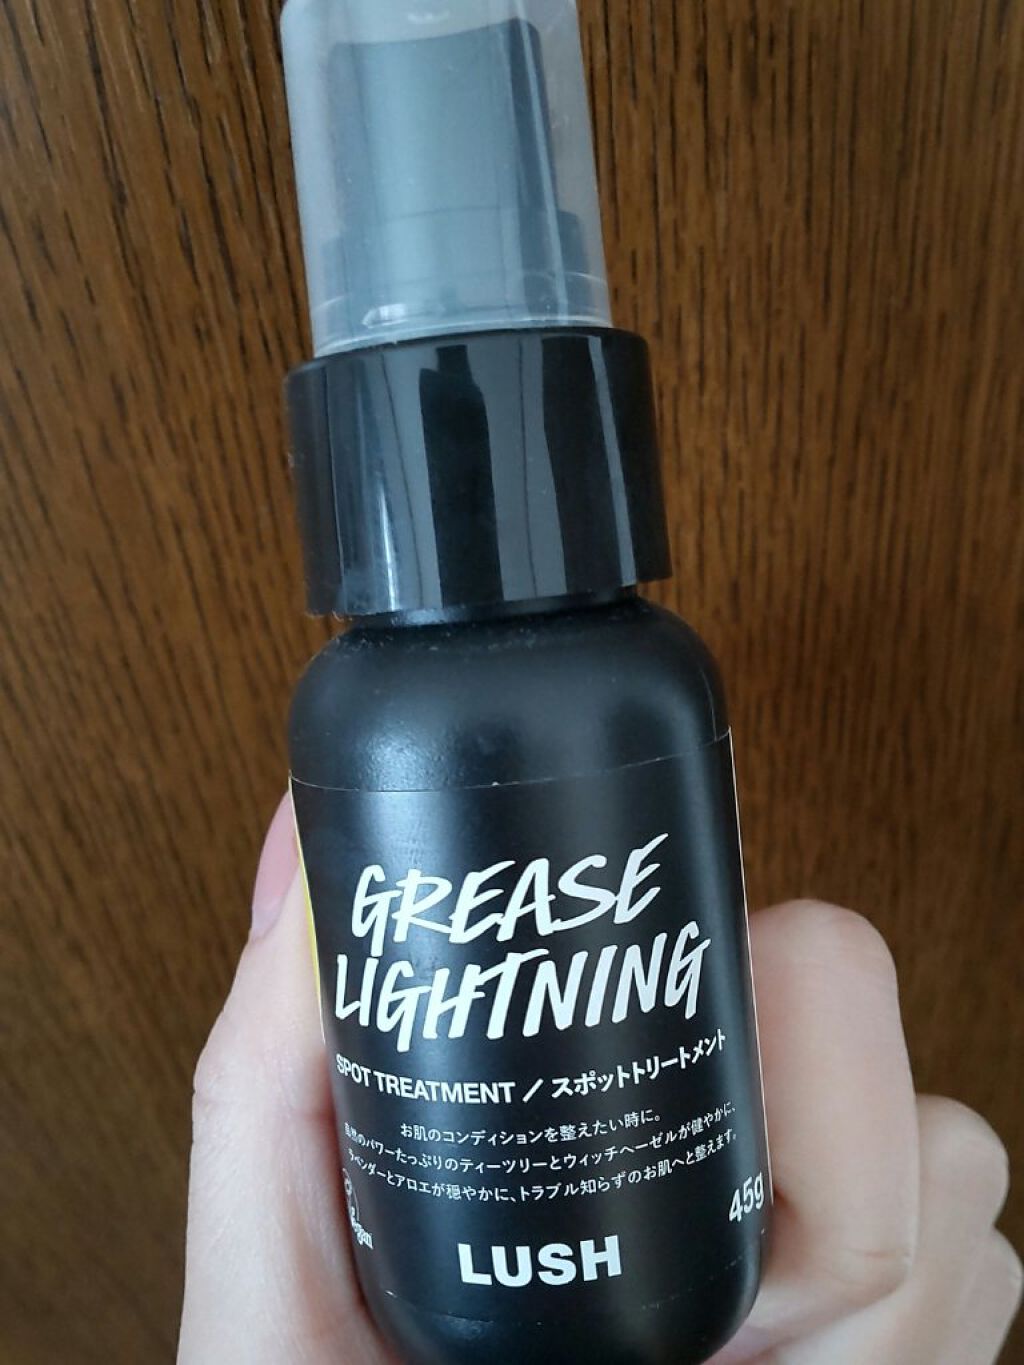 GREASE
LIGHTNING
SPOT TREATMENT / スポットトリートメント
お肌のコンディションを整えたい時に。
自然のパワーたっぷりのティーツリーとウィッチヘーゼルが健やかに、
ラベンダーとアロエが穏やかに、トラブル知らずのお肌へと整えます。
45g
LUSH